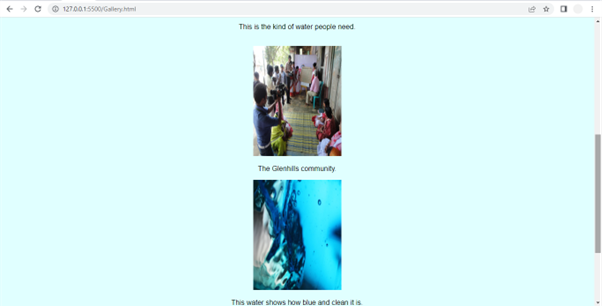 127.0.0.1:5500/Gallery.html
This is the kind of water people need.
The Glenhills community.
This water shows how blue and clean it is.